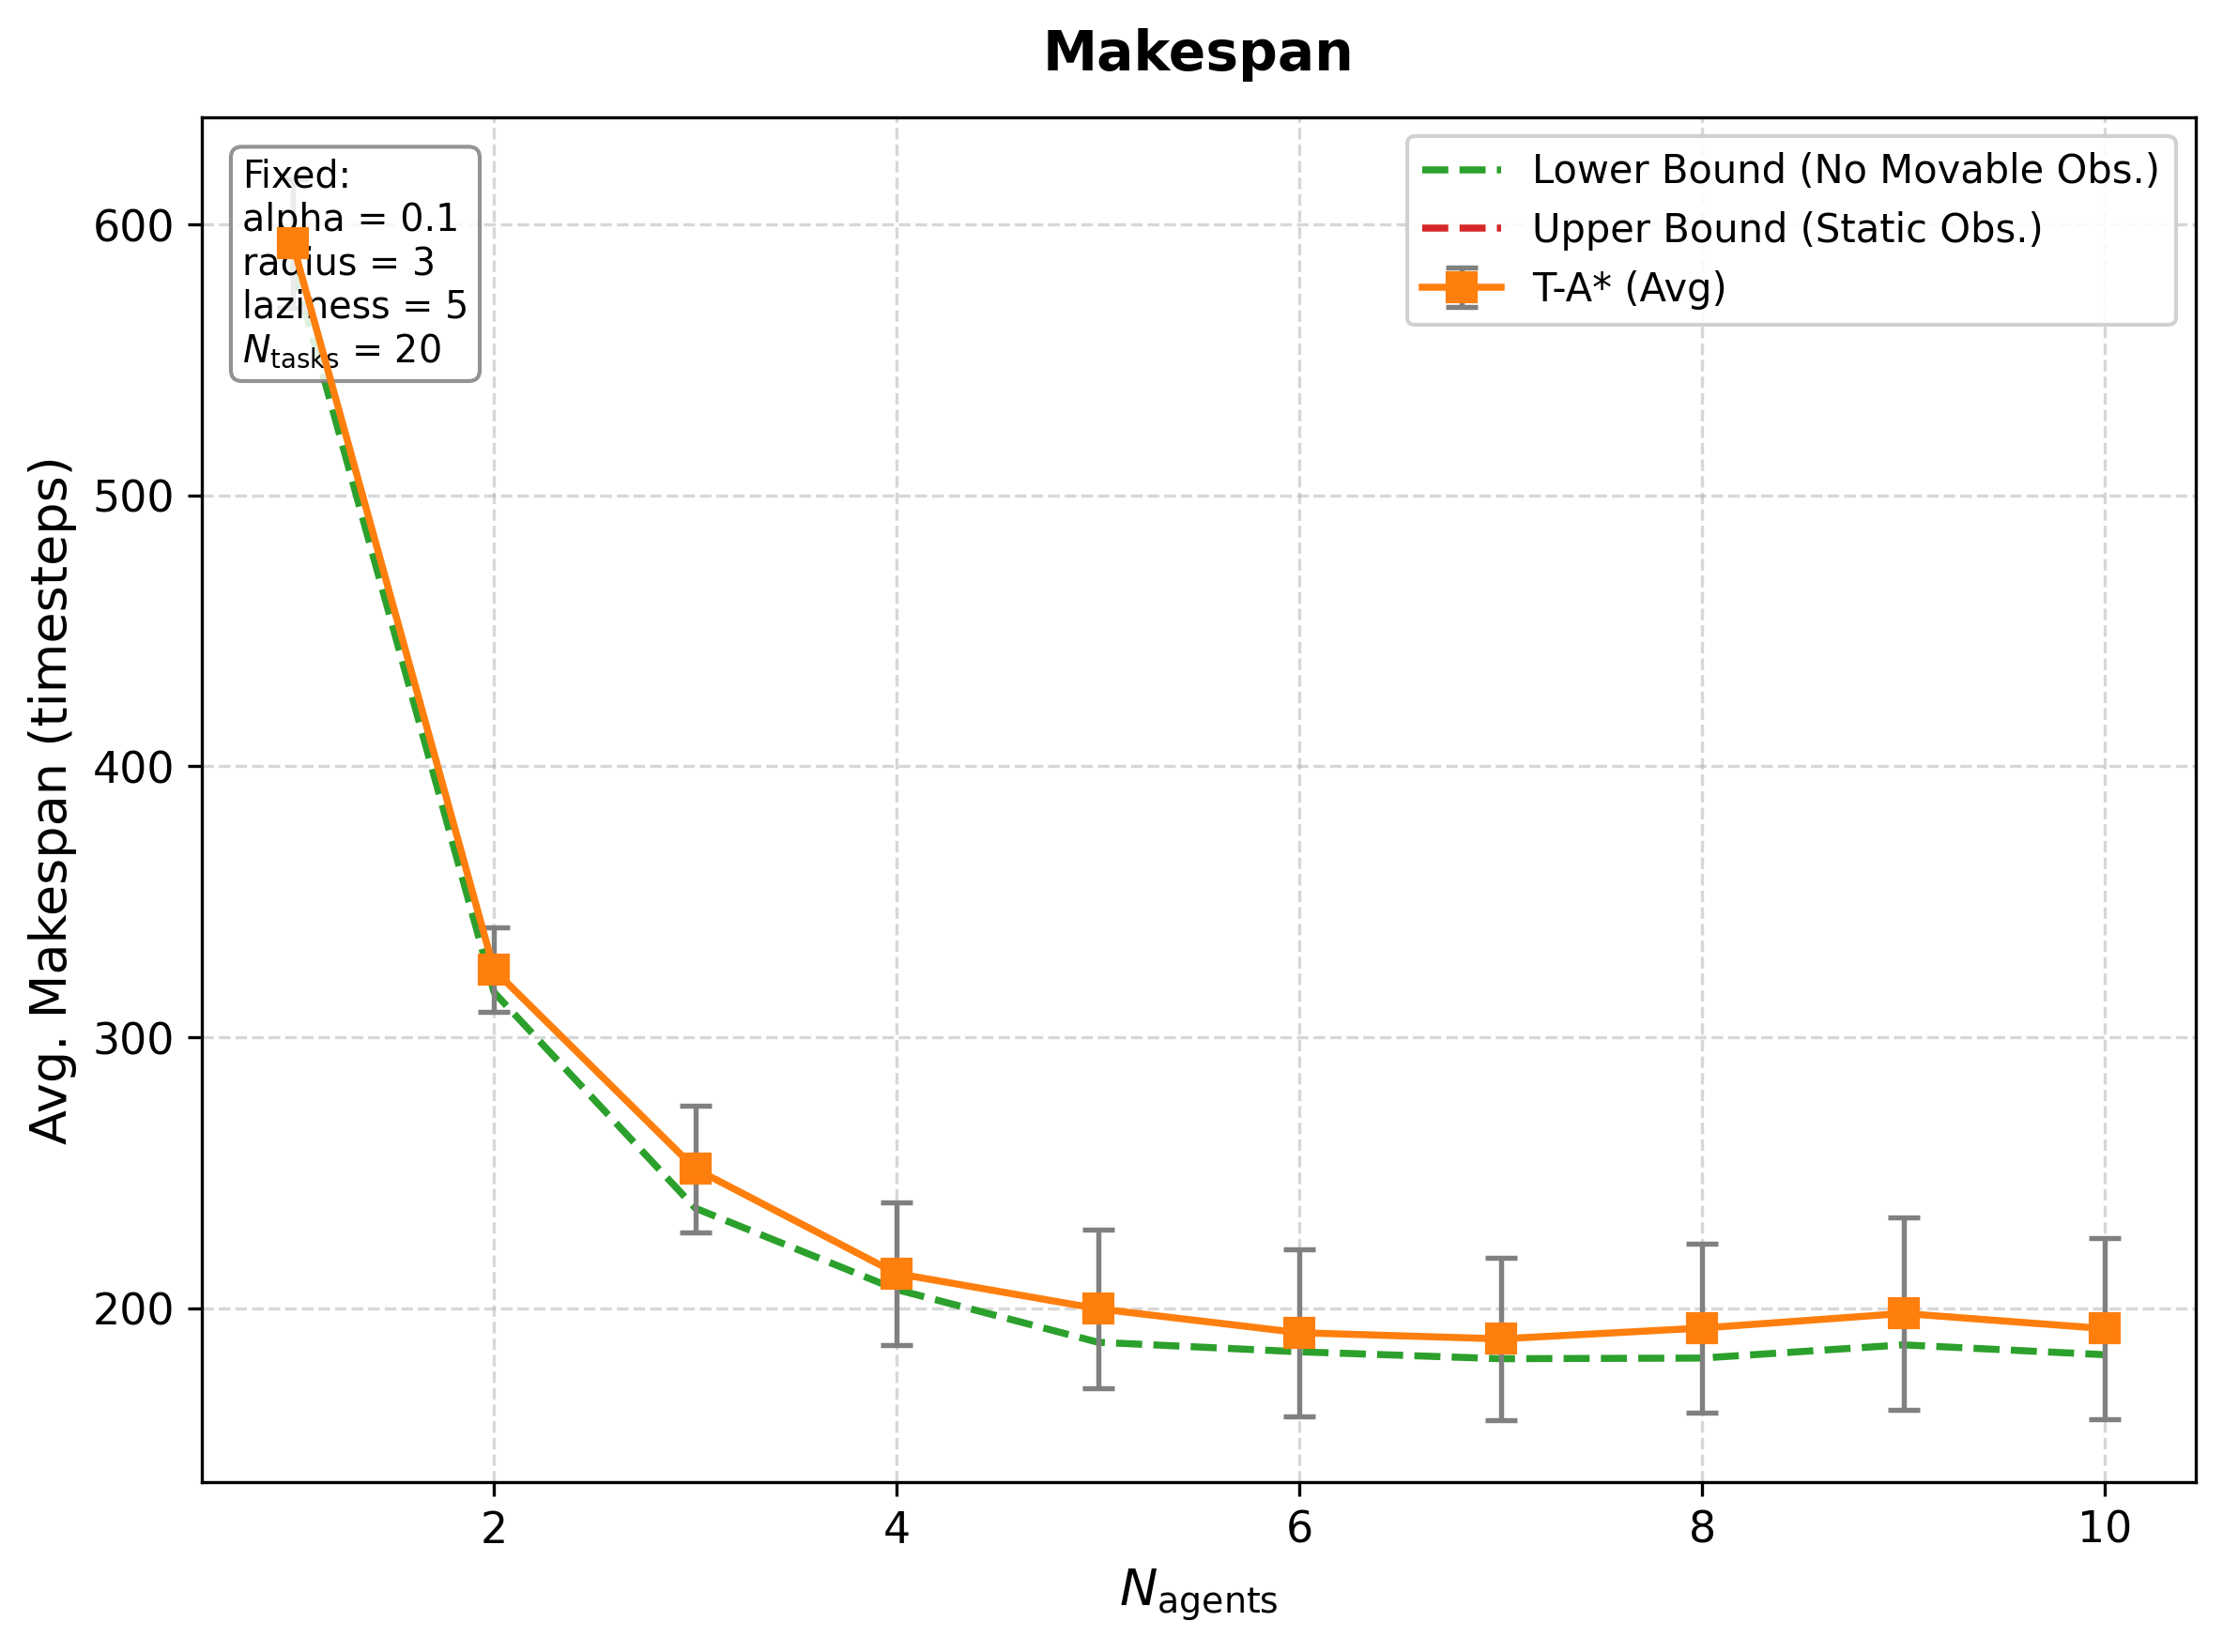 Makespan
Fixed:
alpha = 0.1
radius = 3
laziness = 5
N_tasks = 20
Lower Bound (No Movable Obs.)
Upper Bound (Static Obs.)
T-A* (Avg)
Avg. Makespan (timesteps)
600
500
400
300
200
2 4 6 8 10
N_agents